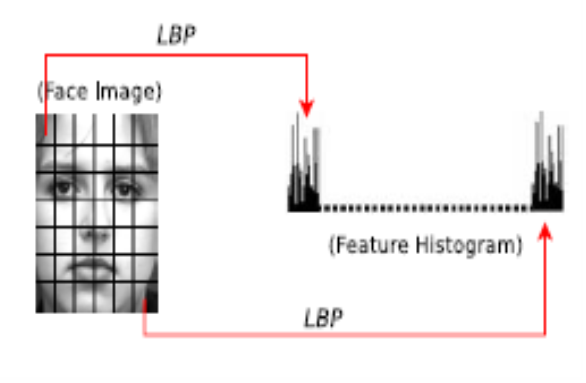 LBP
(Face Image)
(Feature Histogram)
LBP